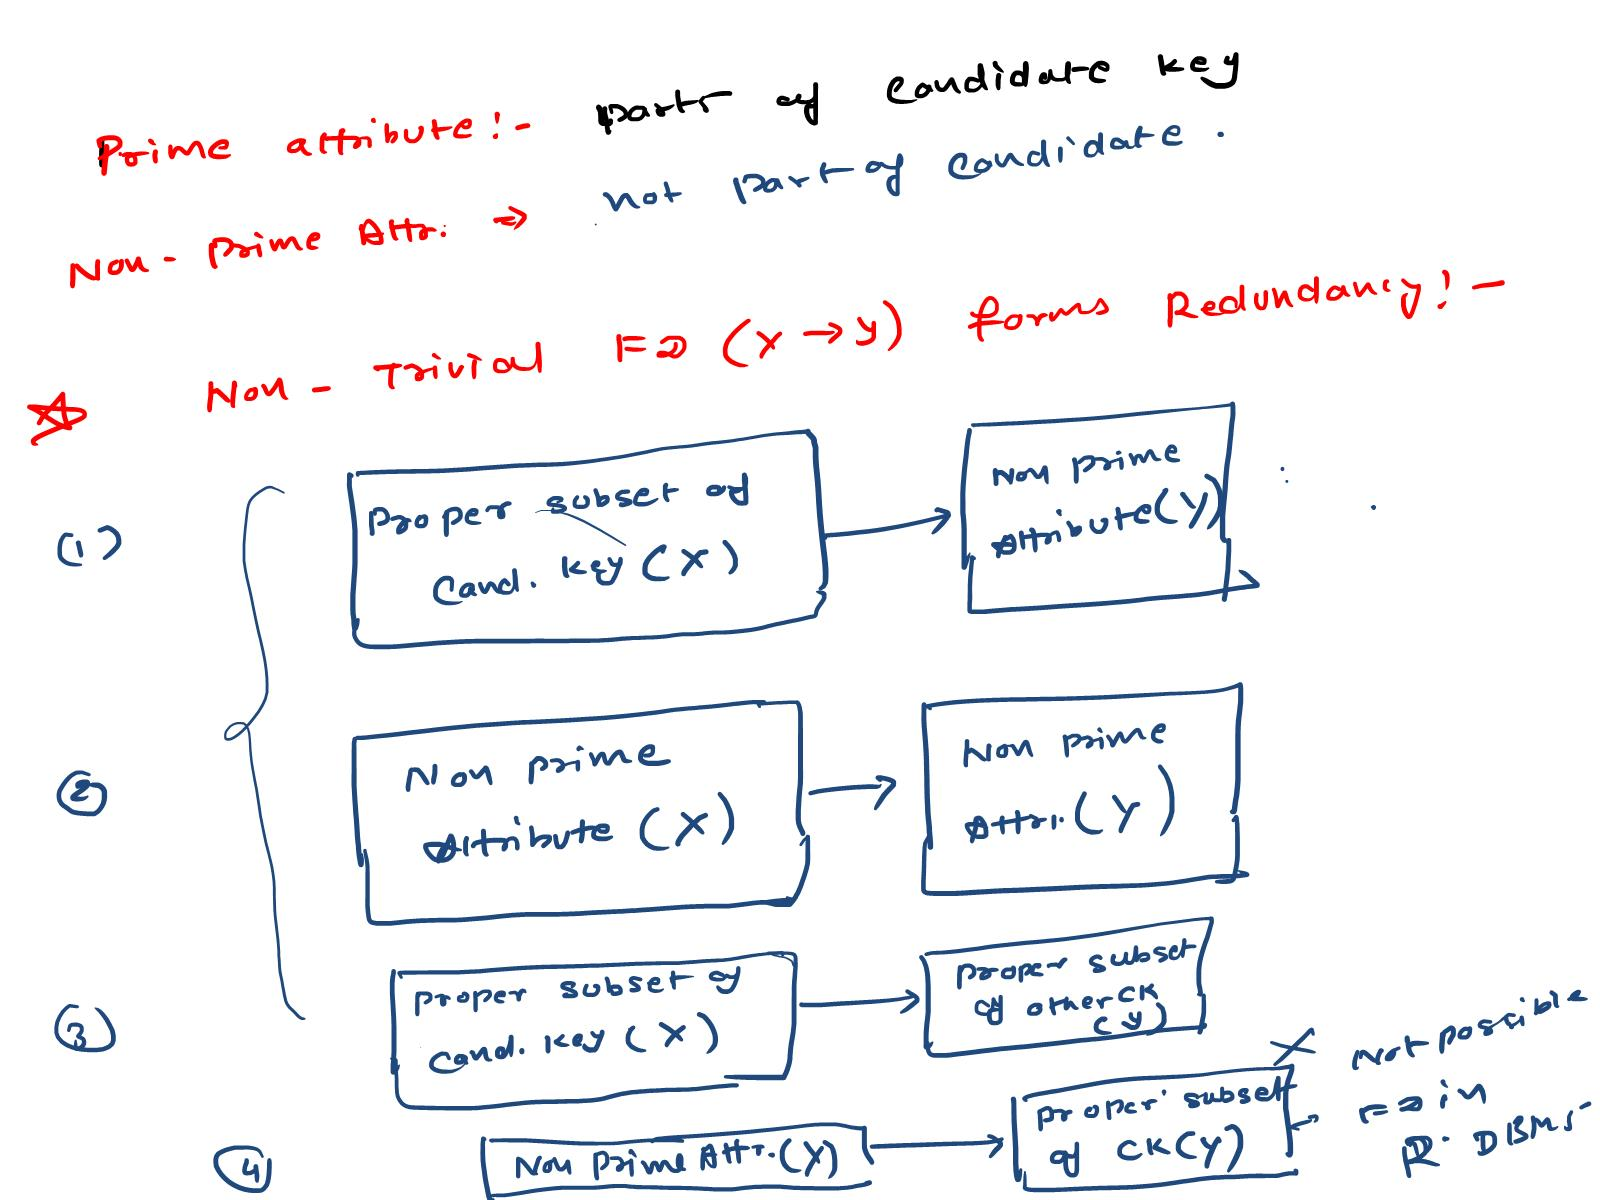 Prime attribute:- part of candidate key
Non-Prime Attr. → not part of candidate.
Non-Trivial FD (X→Y) forms Redundancy:-
(1) Proper subset of Cand. key (X) → Non prime Attribute (Y)
② Non prime Attribute (X) → Non prime Attri. (Y)
③ Proper subset of Cand. key (X) → Proper subset of other CK (Y)
④ Non Prime Attr. (X) → proper subset of CK (Y) → X Not possible FD in R DBMS